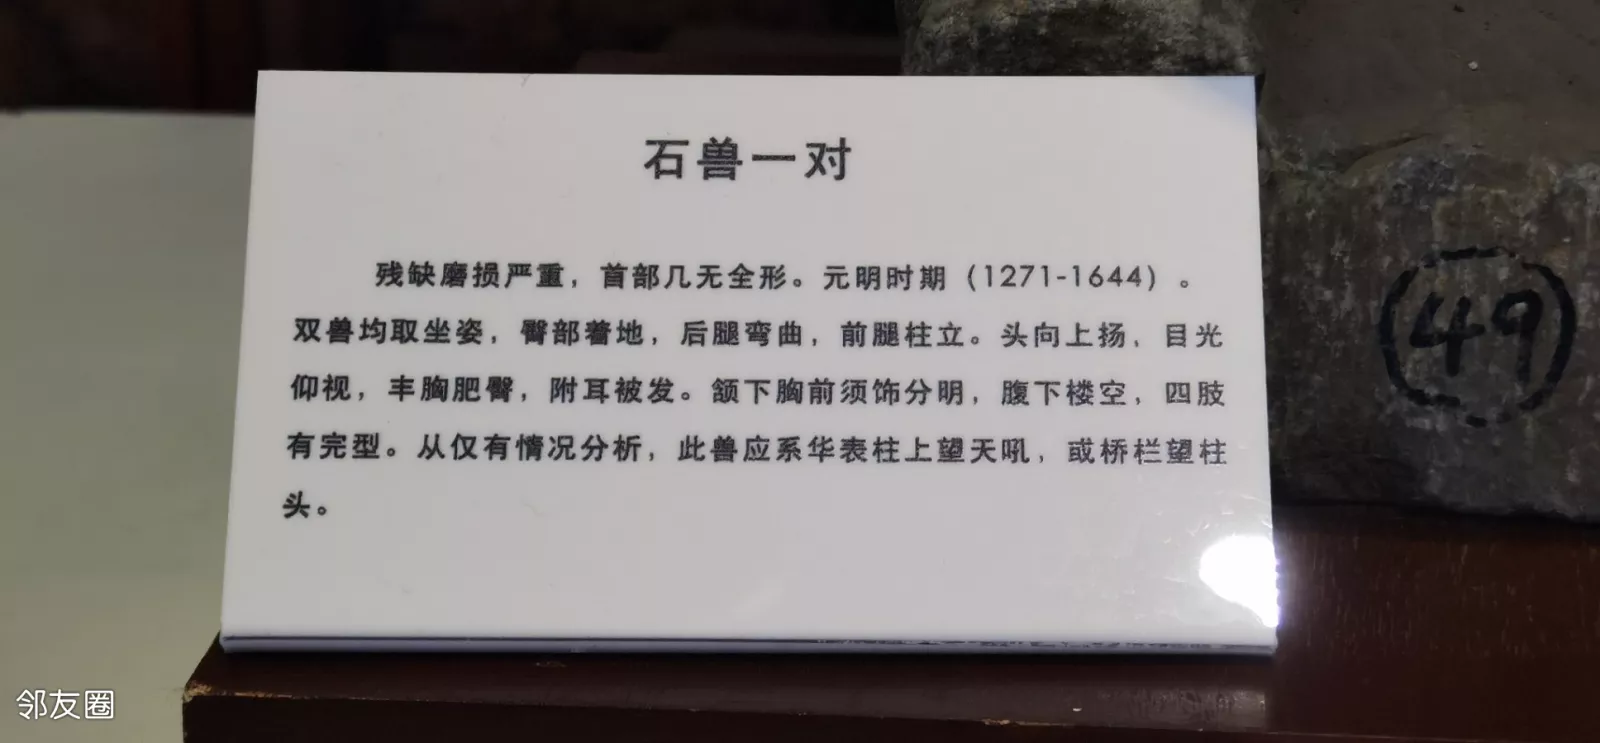 石兽一对
残缺磨损严重，首部几无全形。元明时期（1271-1644）。
双兽均取坐姿，臀部着地，后腿弯曲，前腿柱立。头向上扬，目光
仰视，丰胸肥臀，附耳被发。颔下胸前须饰分明，腹下楼空，四肢
有完型。从仅有情况分析，此兽应系华表柱上望天吼，或桥栏望柱
头。
49
邻友圈